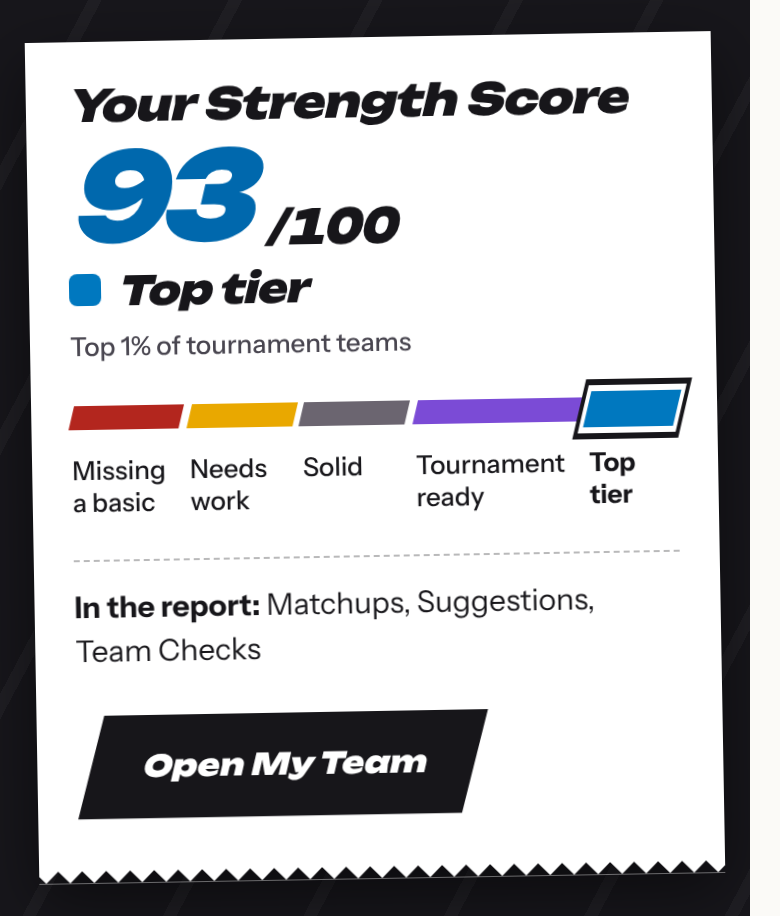 Your Strength Score
93/100
Top tier
Top 1% of tournament teams
Missing a basic
Needs work
Solid
Tournament ready
Top tier
In the report: Matchups, Suggestions,
Team Checks
Open My Team